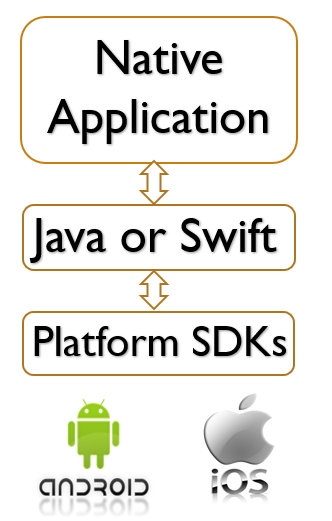 Native
Application
Java or Swift
Platform SDKs
ANDROID iOS